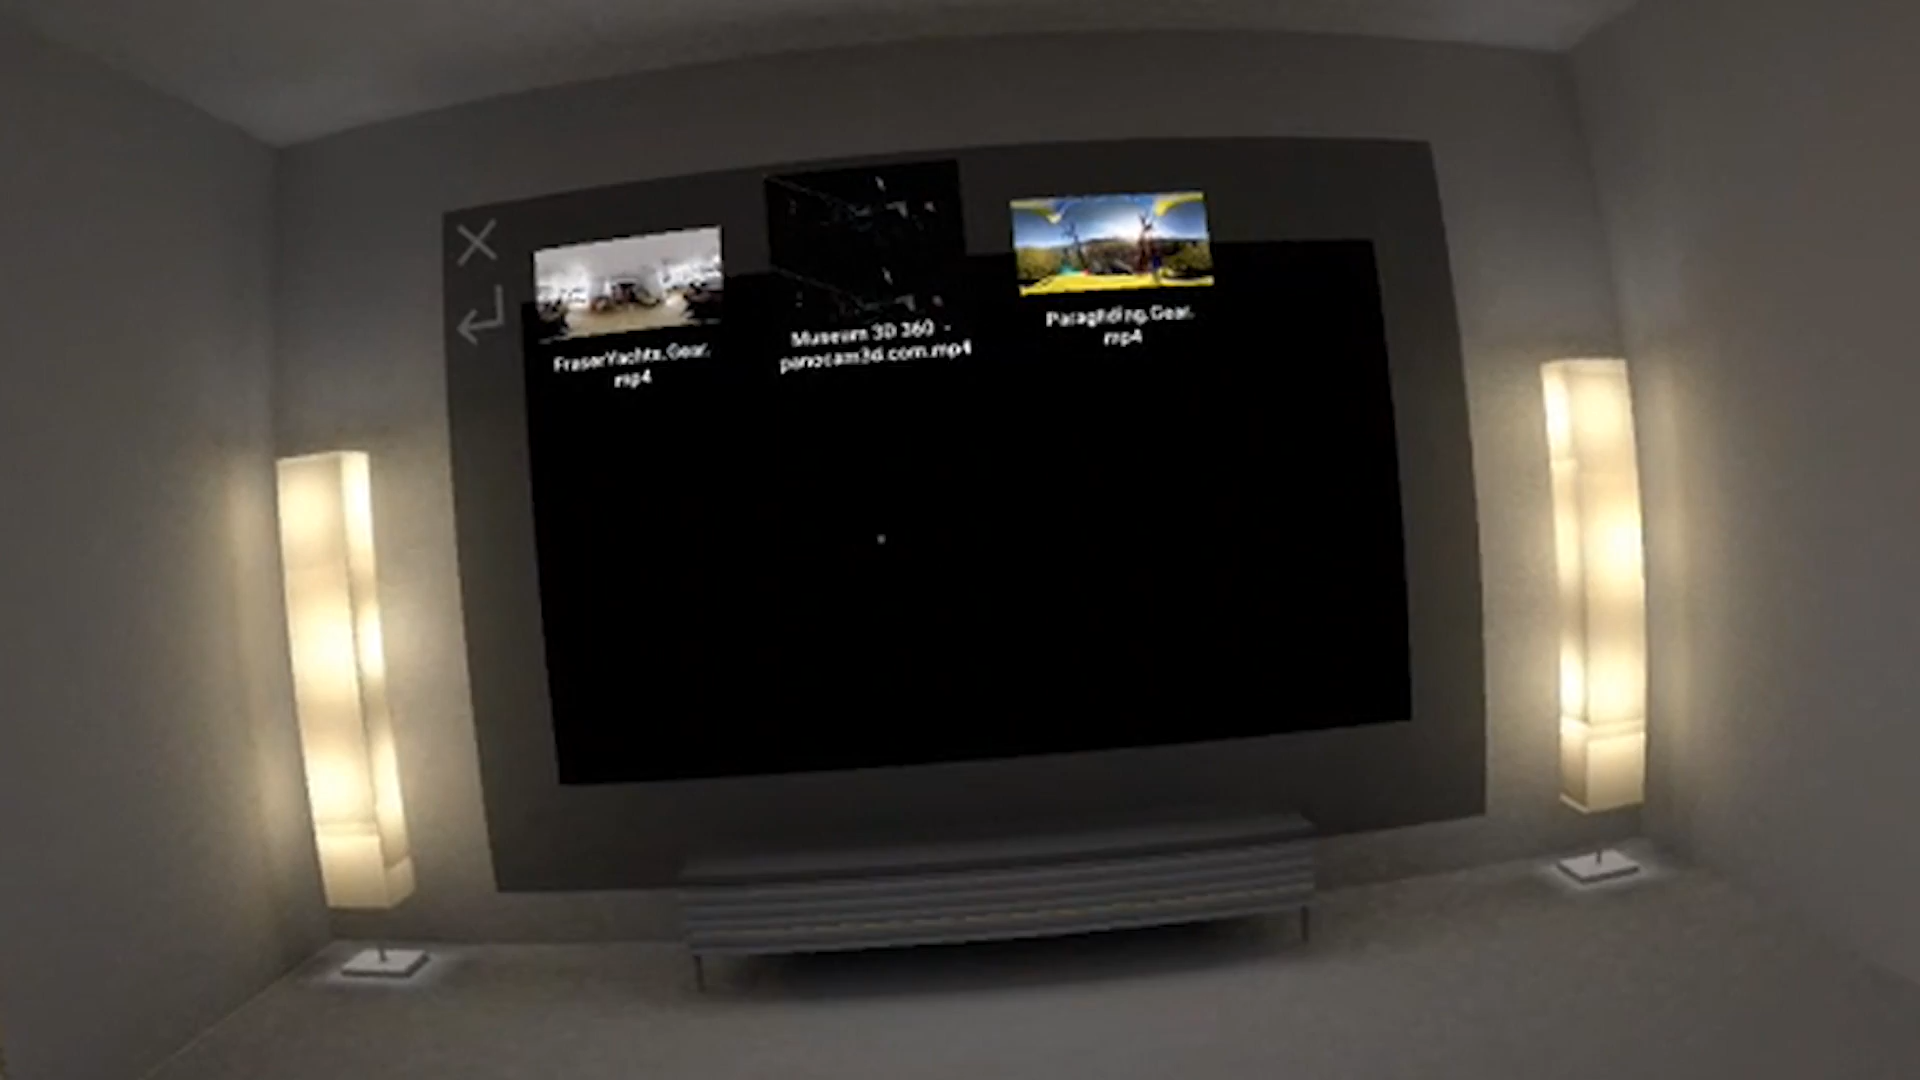 FraserYachts.Gear.
mp4
Museum 3D 360 -
panocam3d.com.mp4
Paragliding.Gear.
mp4